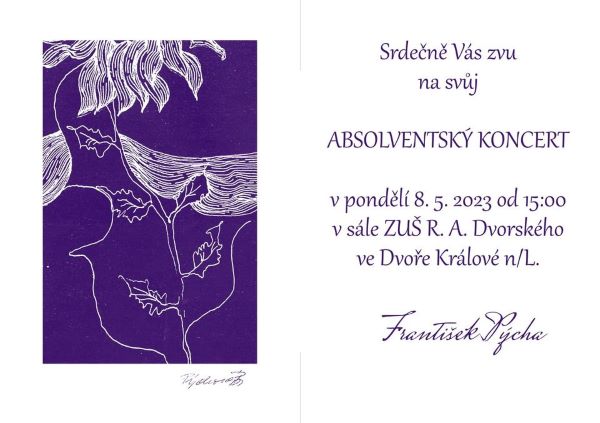 Srdečně Vás zvu
na svůj
ABSOLVENTSKÝ KONCERT
v pondělí 8. 5. 2023 od 15:00
v sále ZUŠ R. A. Dvorského
ve Dvoře Králové n/L.
František Pýcha